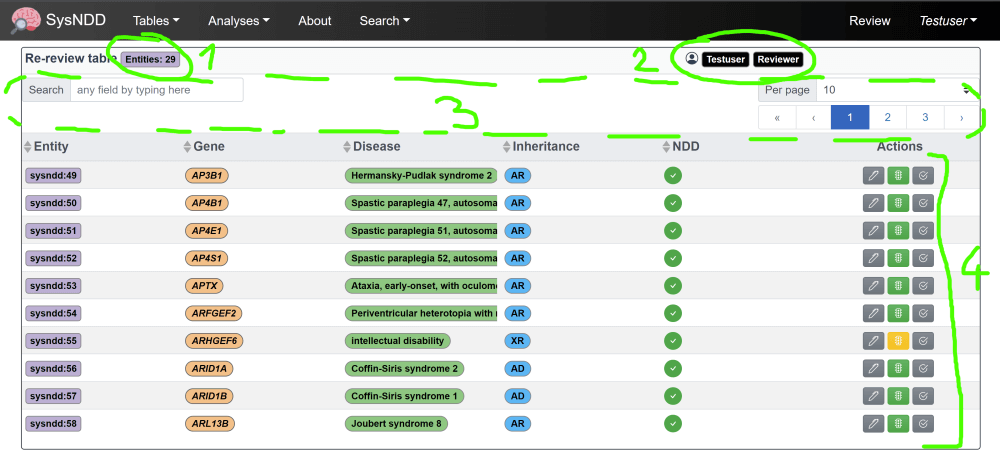 SysNDD Tables Analyses About Search Review Testuser
Re-review table Entities: 29 1 2 Testuser Reviewer
Search any field by typing here 3 Per page 10
« ‹ 1 2 3 ›
Entity Gene Disease Inheritance NDD Actions
sysndd:49 AP3B1 Hermansky-Pudlak syndrome 2 AR
sysndd:50 AP4B1 Spastic paraplegia 47, autosoma AR
sysndd:51 AP4E1 Spastic paraplegia 51, autosoma AR
sysndd:52 AP4S1 Spastic paraplegia 52, autosoma AR
4
sysndd:53 APTX Ataxia, early-onset, with oculom AR
sysndd:54 ARFGEF2 Periventricular heterotopia with AR
sysndd:55 ARHGEF6 intellectual disability XR
sysndd:56 ARID1A Coffin-Siris syndrome 2 AD
sysndd:57 ARID1B Coffin-Siris syndrome 1 AD
sysndd:58 ARL13B Joubert syndrome 8 AR